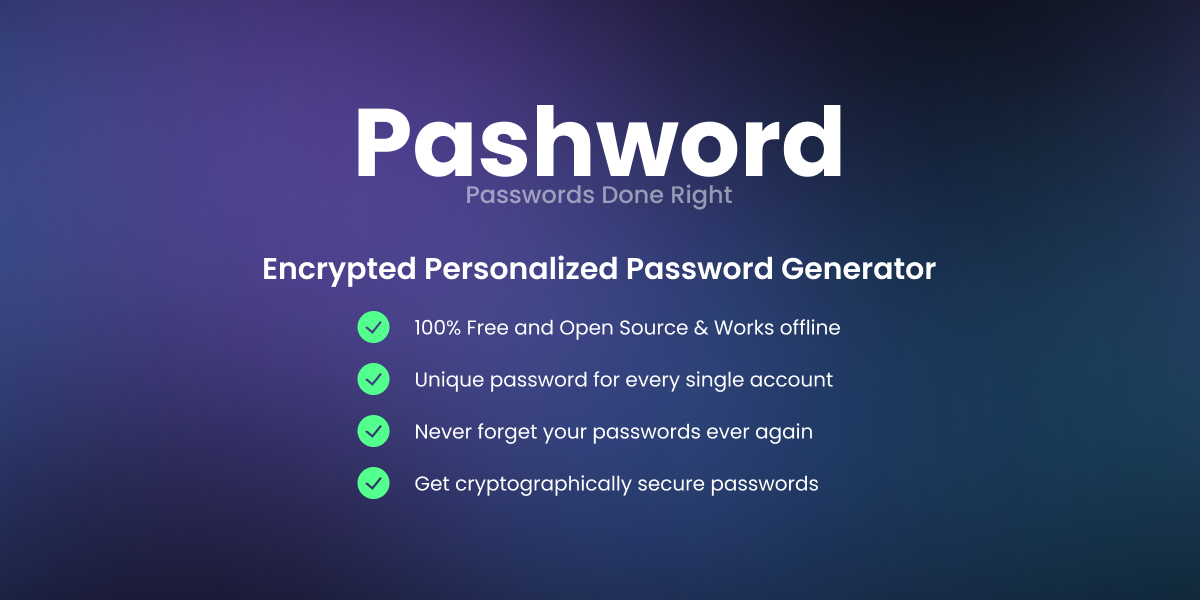 Pashword
Passwords Done Right
Encrypted Personalized Password Generator
100% Free and Open Source & Works offline
Unique password for every single account
Never forget your passwords ever again
Get cryptographically secure passwords